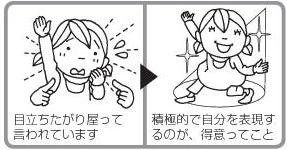 目立ちたがり屋って
言われています
積極的で自分を表現す
るのが、得意ってこと